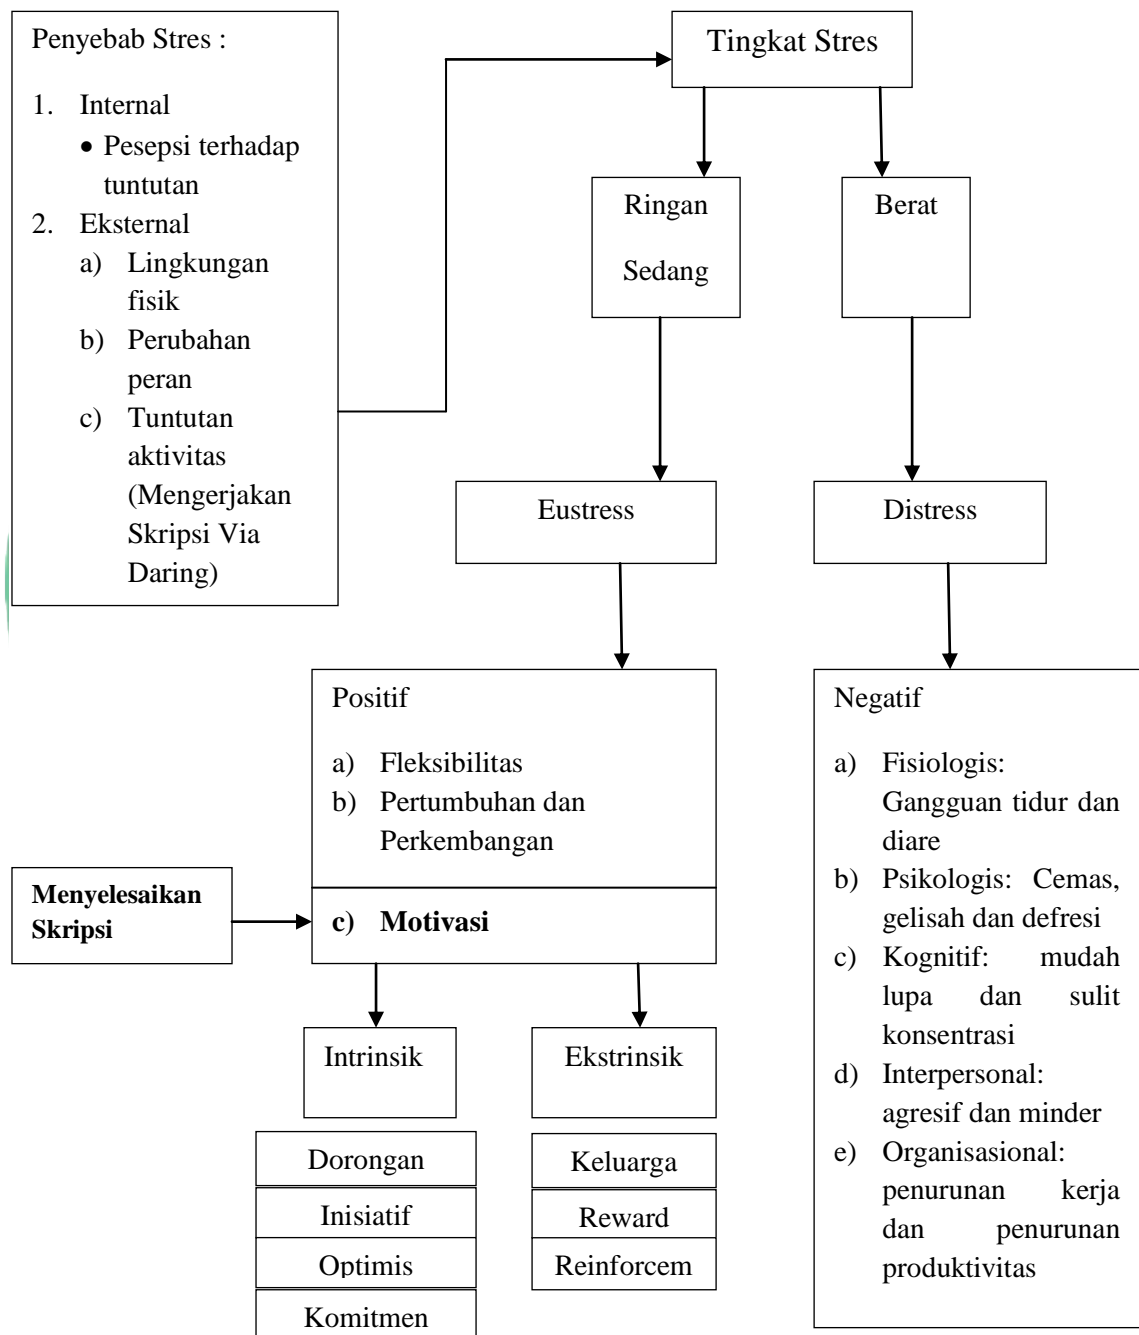 Penyebab Stres :
1. Internal
• Pesepsi terhadap
tuntutan
2. Eksternal
a) Lingkungan
fisik
b) Perubahan
peran
c) Tuntutan
aktivitas
(Mengerjakan
Skripsi Via
Daring)
Tingkat Stres
Ringan
Sedang
Berat
Eustress
Distress
Positif
a) Fleksibilitas
b) Pertumbuhan dan
Perkembangan
c) Motivasi
Menyelesaikan
Skripsi
Intrinsik
Dorongan
Inisiatif
Optimis
Komitmen
Ekstrinsik
Keluarga
Reward
Reinforcem
Negatif
a) Fisiologis:
Gangguan tidur dan
diare
b) Psikologis: Cemas,
gelisah dan defresi
c) Kognitif: mudah
lupa dan sulit
konsentrasi
d) Interpersonal:
agresif dan minder
e) Organisasional:
penurunan kerja
dan penurunan
produktivitas